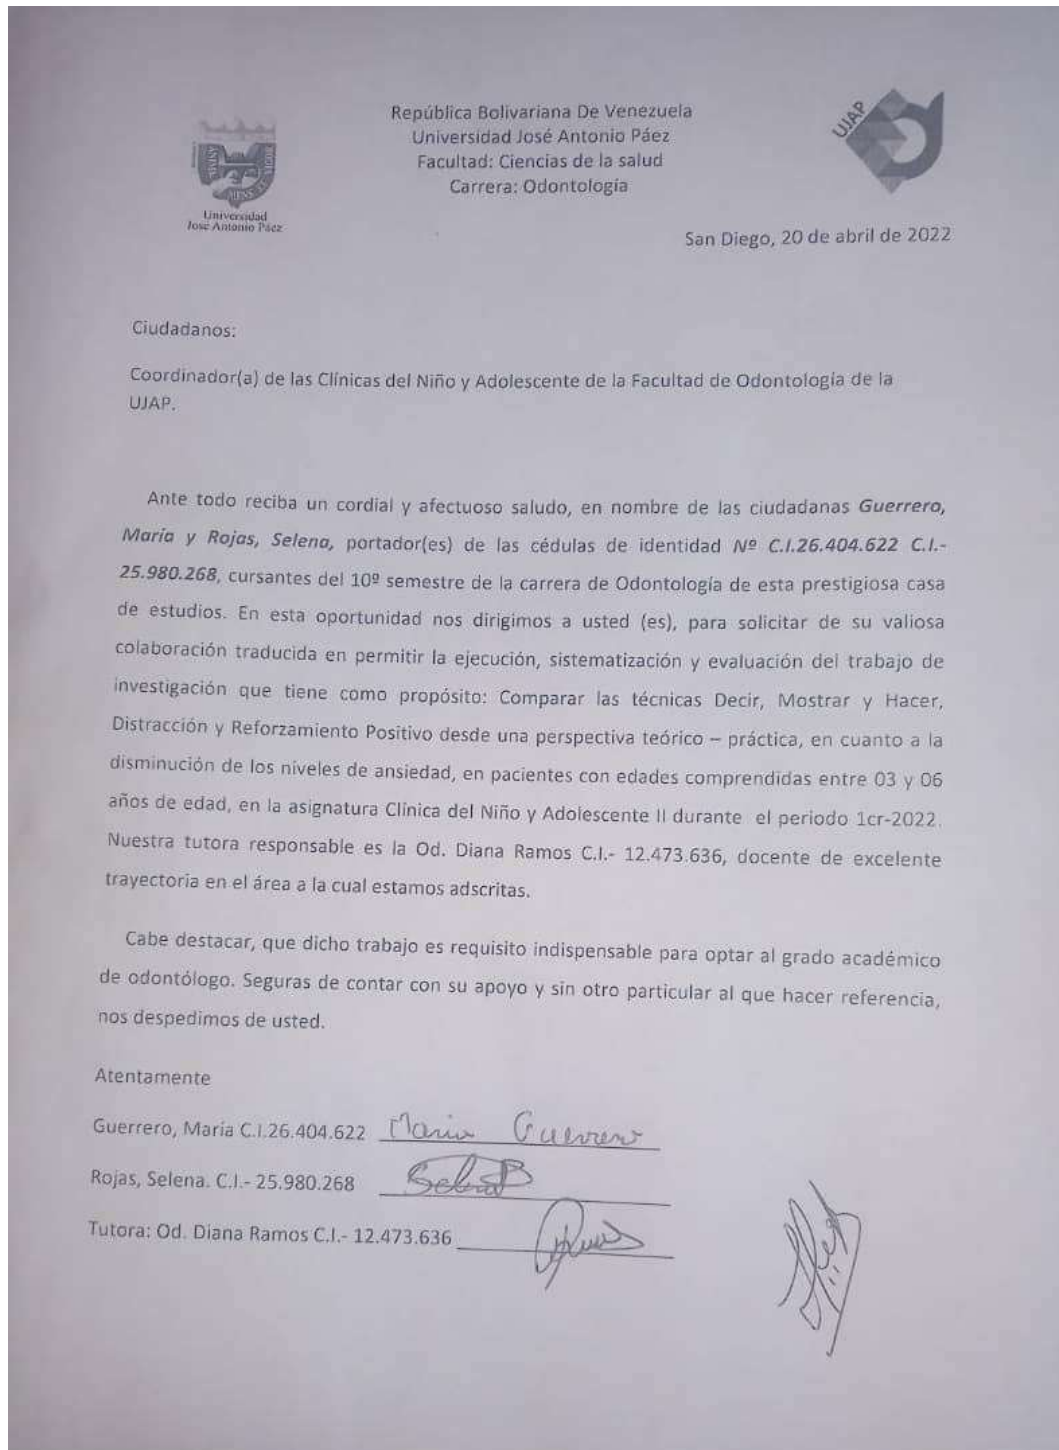 República Bolivariana De Venezuela
Universidad José Antonio Páez
Facultad: Ciencias de la salud
Carrera: Odontología
UJAP
Universidad
José Antonio Páez
San Diego, 20 de abril de 2022
Ciudadanos:
Coordinador(a) de las Clínicas del Niño y Adolescente de la Facultad de Odontología de la
UJAP.
Ante todo reciba un cordial y afectuoso saludo, en nombre de las ciudadanas Guerrero,
María y Rojas, Selena, portador(es) de las cédulas de identidad Nº C.I.26.404.622 C.I.-
25.980.268, cursantes del 10º semestre de la carrera de Odontología de esta prestigiosa casa
de estudios. En esta oportunidad nos dirigimos a usted (es), para solicitar de su valiosa
colaboración traducida en permitir la ejecución, sistematización y evaluación del trabajo de
investigación que tiene como propósito: Comparar las técnicas Decir, Mostrar y Hacer,
Distracción y Reforzamiento Positivo desde una perspectiva teórico – práctica, en cuanto a la
disminución de los niveles de ansiedad, en pacientes con edades comprendidas entre 03 y 06
años de edad, en la asignatura Clínica del Niño y Adolescente II durante el periodo 1cr-2022.
Nuestra tutora responsable es la Od. Diana Ramos C.I.- 12.473.636, docente de excelente
trayectoria en el área a la cual estamos adscritas.
Cabe destacar, que dicho trabajo es requisito indispensable para optar al grado académico
de odontólogo. Seguras de contar con su apoyo y sin otro particular al que hacer referencia,
nos despedimos de usted.
Atentamente
Guerrero, María C.I.26.404.622 Maria Guerrero
Rojas, Selena. C.I.- 25.980.268
Tutora: Od. Diana Ramos C.I.- 12.473.636